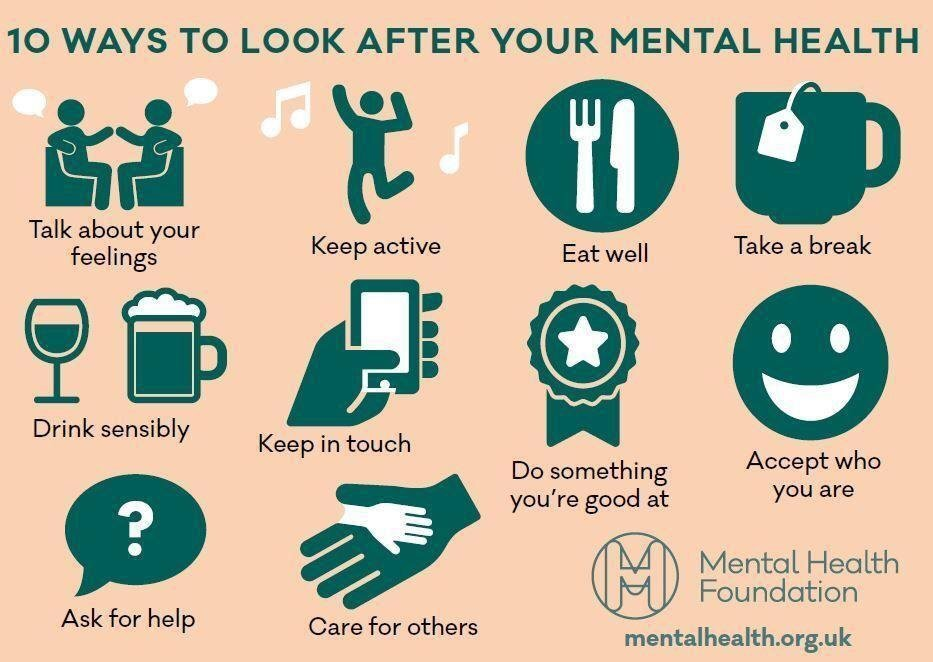 10 WAYS TO LOOK AFTER YOUR MENTAL HEALTH
Talk about your
feelings
Keep active
Eat well
Take a break
Drink sensibly
Keep in touch
Do something
you're good at
Accept who
you are
?
Ask for help
Care for others
Mental Health
Foundation
mentalhealth.org.uk